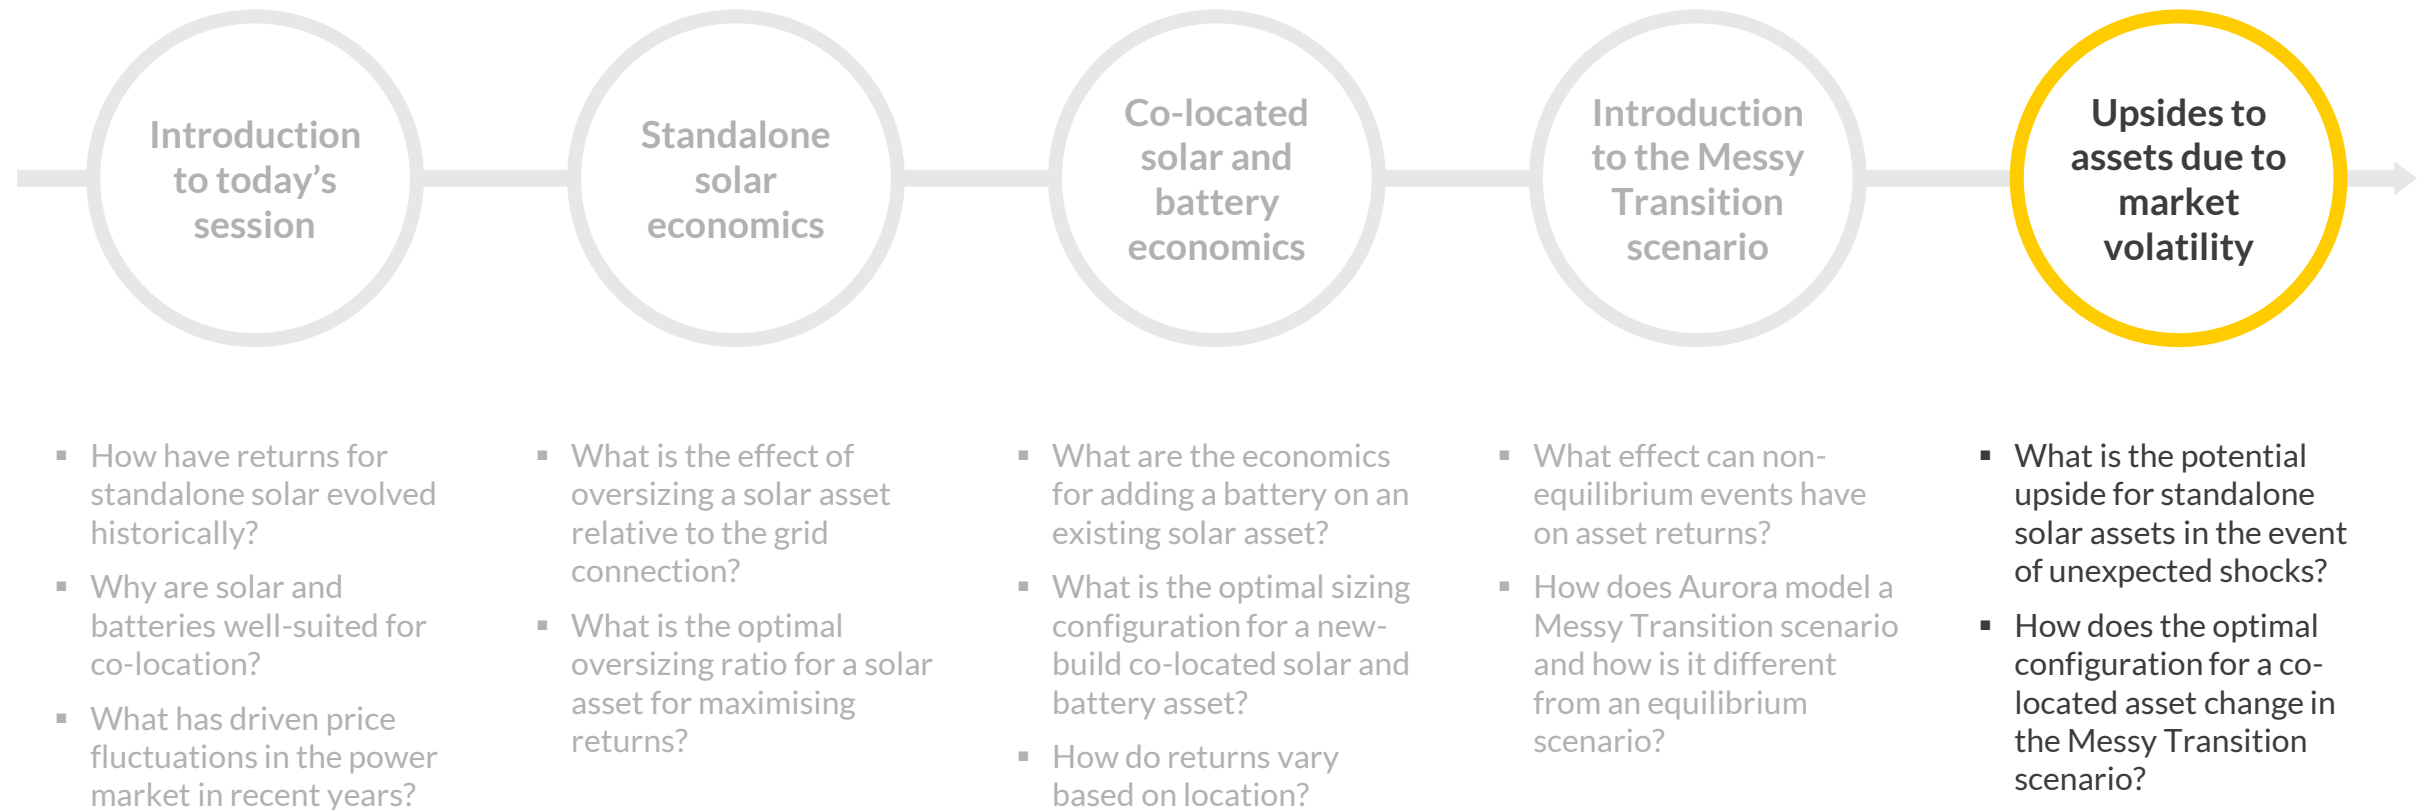 Introduction
to today’s
session
Standalone
solar
economics
Co-located
solar and
battery
economics
Introduction
to the Messy
Transition
scenario
Upsides to
assets due to
market
volatility
▪ How have returns for
standalone solar evolved
historically?
▪ Why are solar and
batteries well-suited for
co-location?
▪ What has driven price
fluctuations in the power
market in recent years?
▪ What is the effect of
oversizing a solar asset
relative to the grid
connection?
▪ What is the optimal
oversizing ratio for a solar
asset for maximising
returns?
▪ What are the economics
for adding a battery on an
existing solar asset?
▪ What is the optimal sizing
configuration for a new-
build co-located solar and
battery asset?
▪ How do returns vary
based on location?
▪ What effect can non-
equilibrium events have
on asset returns?
▪ How does Aurora model a
Messy Transition scenario
and how is it different
from an equilibrium
scenario?
▪ What is the potential
upside for standalone
solar assets in the event
of unexpected shocks?
▪ How does the optimal
configuration for a co-
located asset change in
the Messy Transition
scenario?